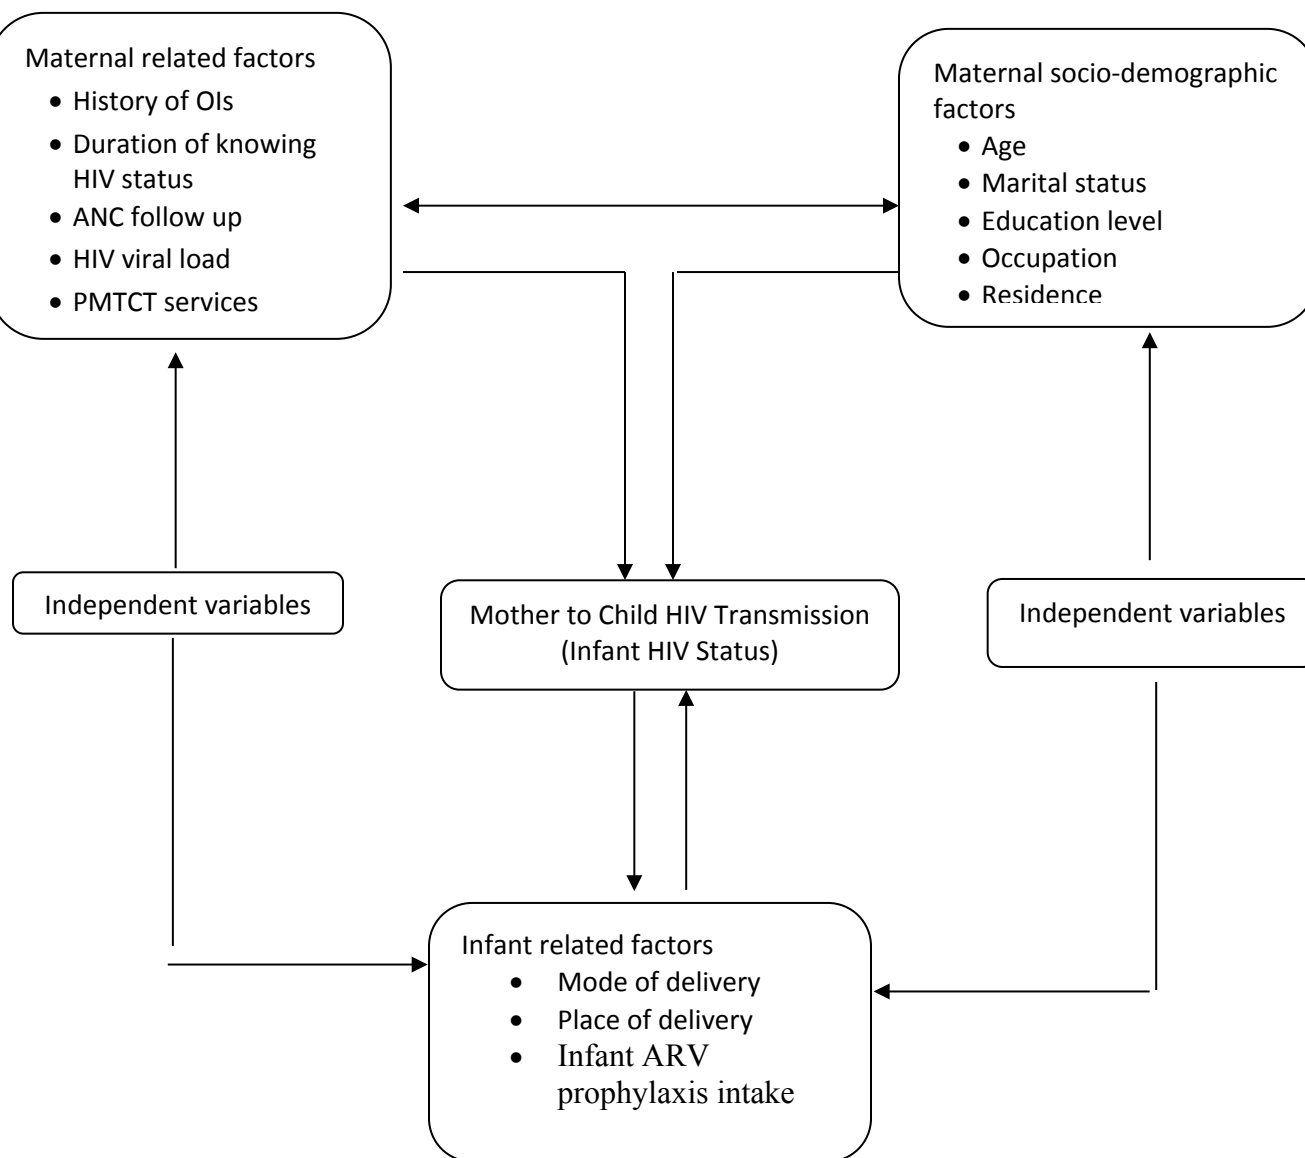 Maternal related factors
• History of OIs
• Duration of knowing
HIV status
• ANC follow up
• HIV viral load
• PMTCT services
Maternal socio-demographic
factors
• Age
• Marital status
• Education level
• Occupation
• Residence
Independent variables
Mother to Child HIV Transmission
(Infant HIV Status)
Independent variables
Infant related factors
• Mode of delivery
• Place of delivery
• Infant ARV
prophylaxis intake